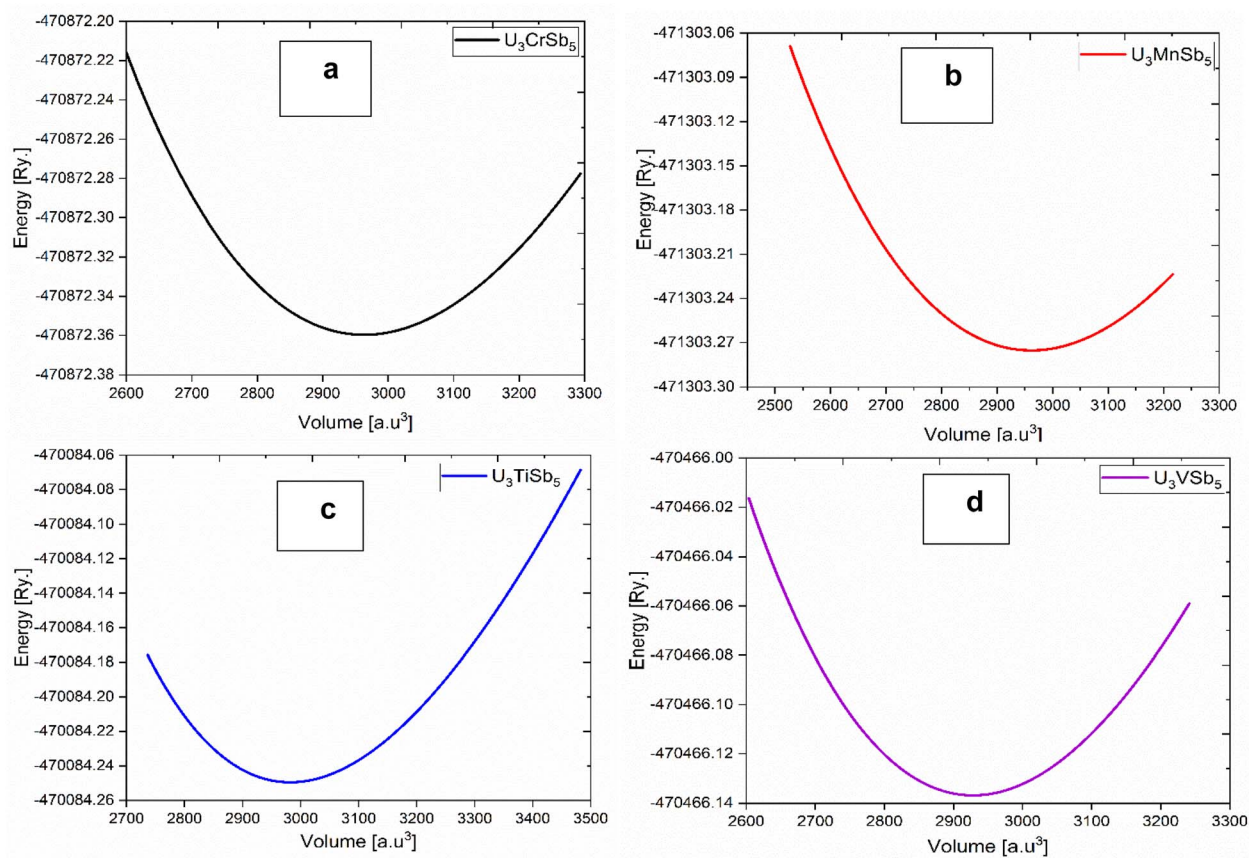 -470872.20
-470872.22
-470872.24
-470872.26
-470872.28
-470872.30
-470872.32
-470872.34
-470872.36
-470872.38
Energy [Ry.]
a
U₃CrSb₅
2600 2700 2800 2900 3000 3100 3200 3300
Volume [a.u³]
-471303.06
-471303.09
-471303.12
-471303.15
-471303.18
-471303.21
-471303.24
-471303.27
-471303.30
Energy [Ry.]
b
U₃MnSb₅
2500 2600 2700 2800 2900 3000 3100 3200 3300
Volume [a.u³]
-470084.06
-470084.08
-470084.10
-470084.12
-470084.14
-470084.16
-470084.18
-470084.20
-470084.22
-470084.24
-470084.26
Energy [Ry.]
c
U₃TiSb₅
2700 2800 2900 3000 3100 3200 3300 3400 3500
Volume [a.u³]
-470466.00
-470466.02
-470466.04
-470466.06
-470466.08
-470466.10
-470466.12
-470466.14
Energy [Ry.]
d
U₃VSb₅
2600 2700 2800 2900 3000 3100 3200 3300
Volume [a.u³]